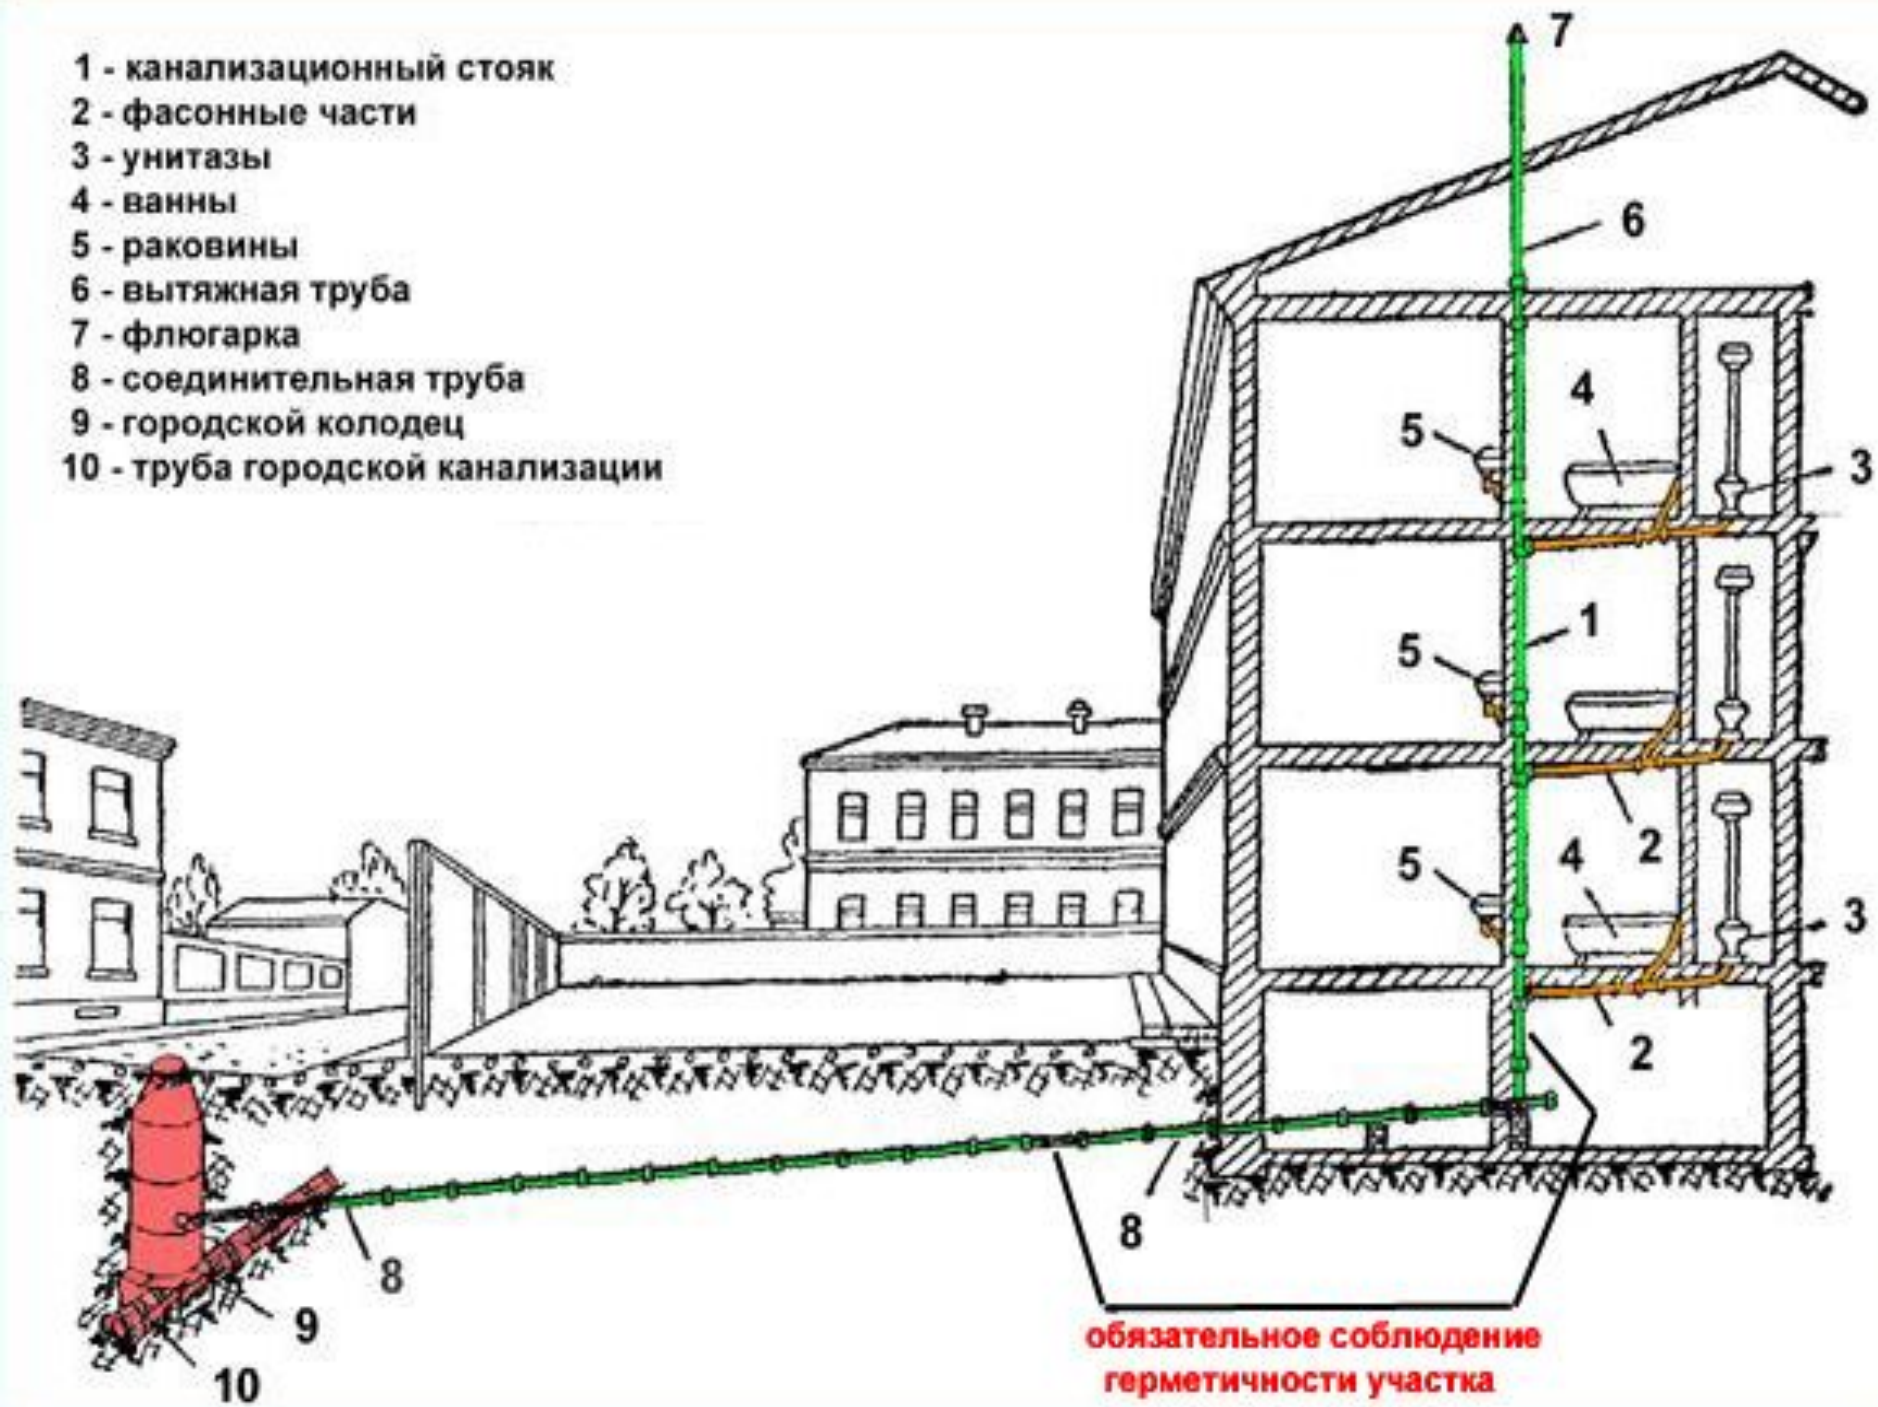 1 - канализационный стояк
2 - фасонные части
3 - унитазы
4 - ванны
5 - раковины
6 - вытяжная труба
7 - флюгарка
8 - соединительная труба
9 - городской колодец
10 - труба городской канализации
7
6
4
5
3
1
5
2
4
5
3
2
8
8
9
10
обязательное соблюдение
герметичности участка